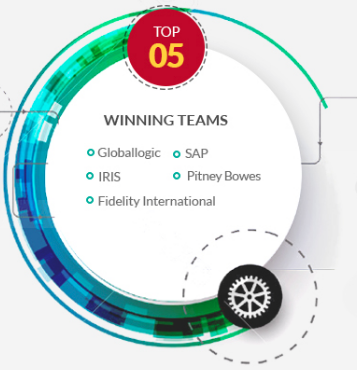 TOP
05
WINNING TEAMS
Globallogic
SAP
IRIS
Pitney Bowes
Fidelity International